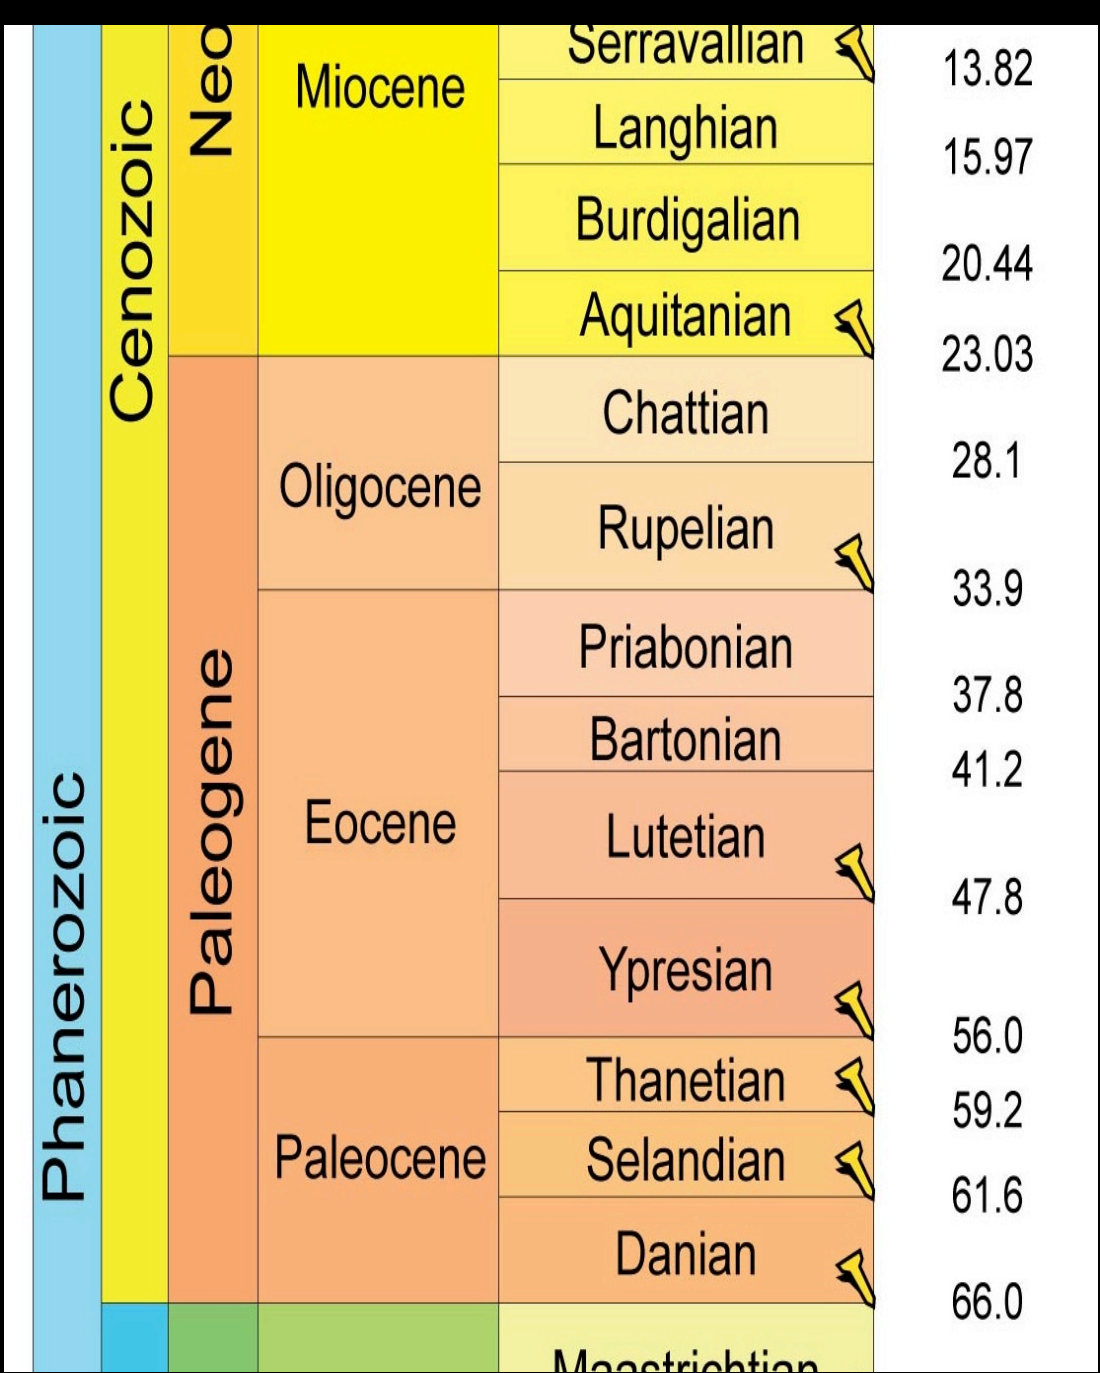 Phanerozoic
Cenozoic
Neo
Paleogene
Miocene
Oligocene
Eocene
Paleocene
Serravallian
Langhian
Burdigalian
Aquitanian
Chattian
Rupelian
Priabonian
Bartonian
Lutetian
Ypresian
Thanetian
Selandian
Danian
Maastrichtian
13.82
15.97
20.44
23.03
28.1
33.9
37.8
41.2
47.8
56.0
59.2
61.6
66.0